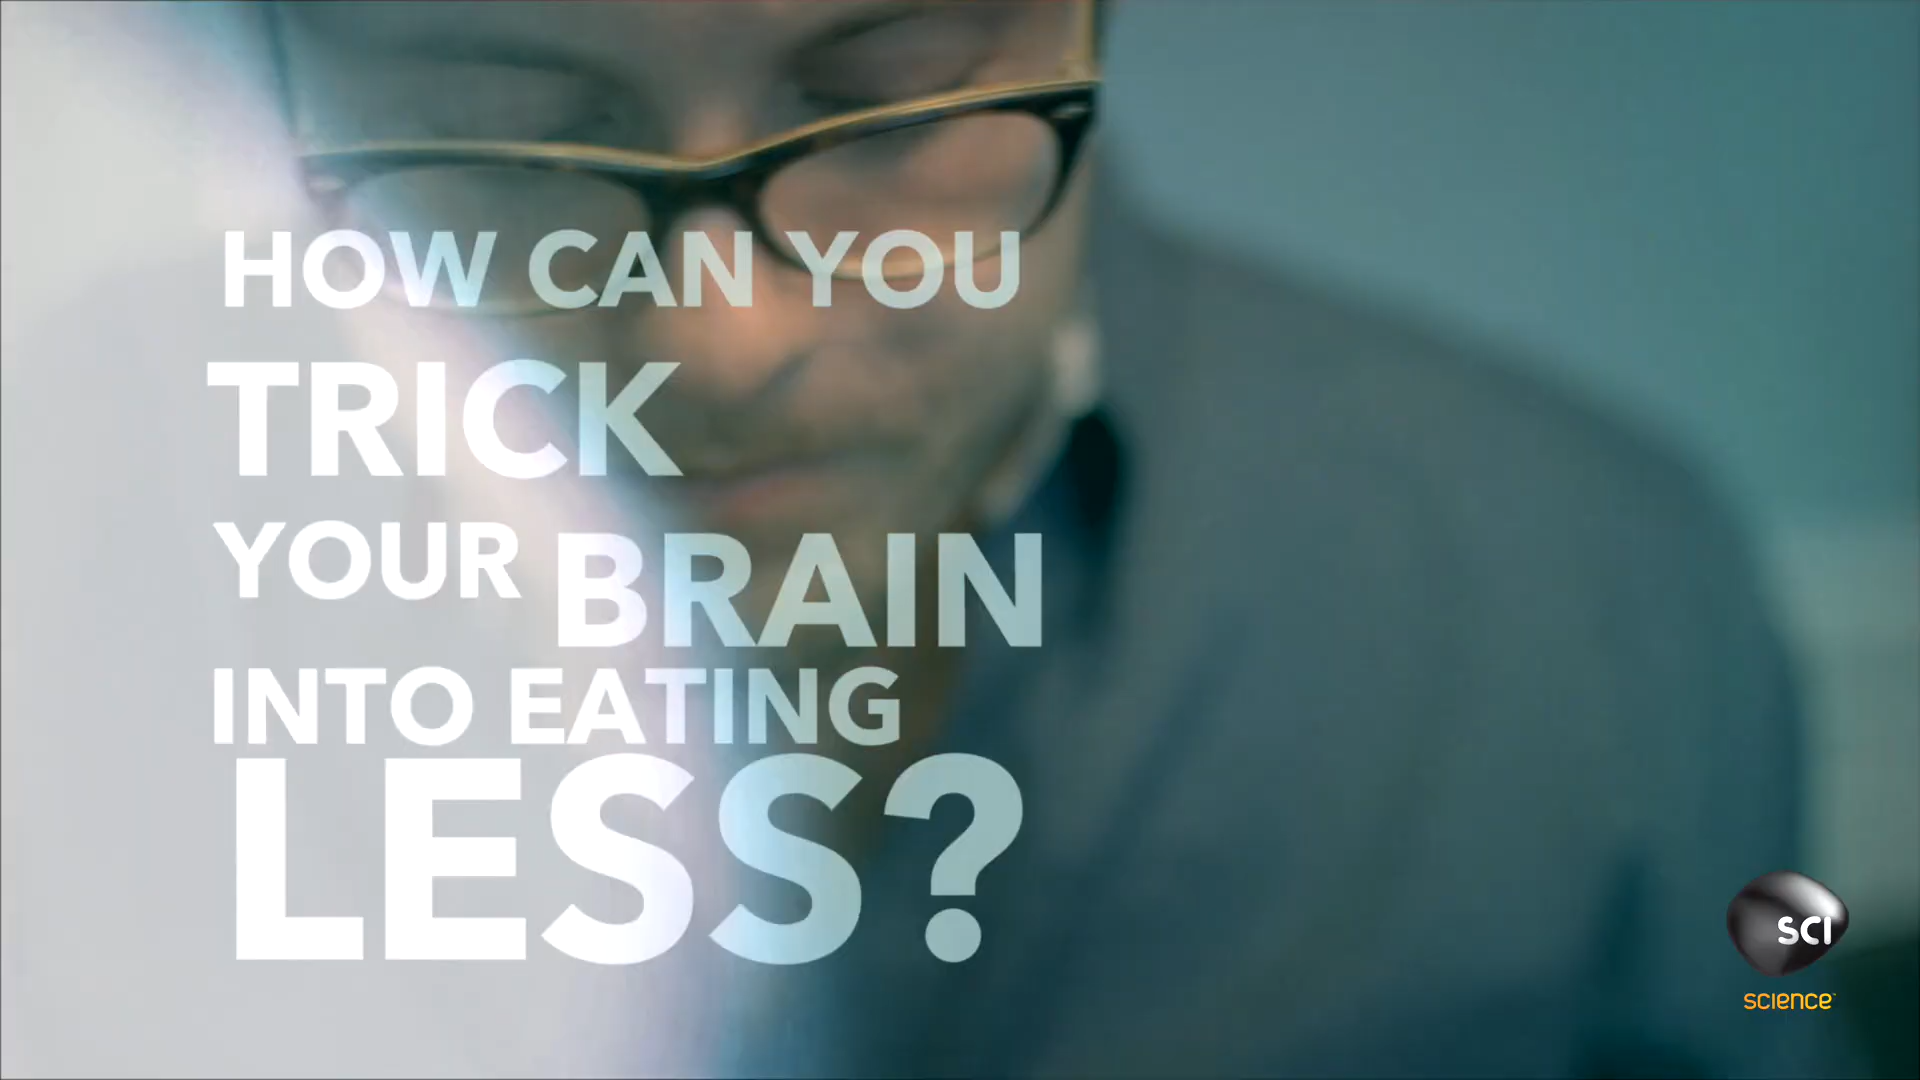 HOW CAN YOU
TRICK
YOUR BRAIN
INTO EATING
LESS?
SCI
SCIENCE